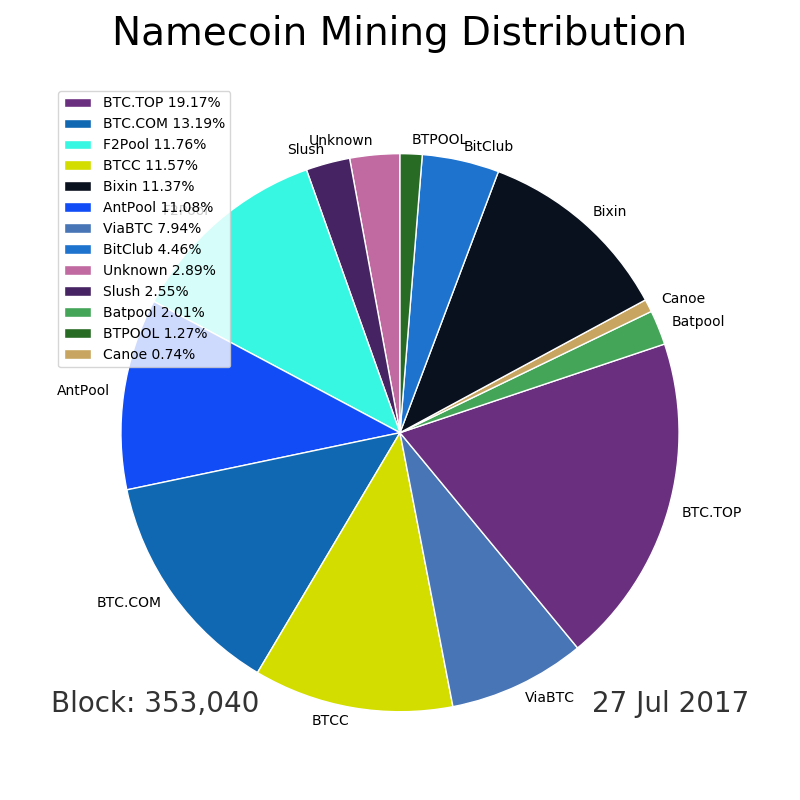 Namecoin Mining Distribution
BTC.TOP 19.17%
BTC.COM 13.19%
F2Pool 11.76%
BTCC 11.57%
Bixin 11.37%
AntPool 11.08%
ViaBTC 7.94%
BitClub 4.46%
Unknown 2.89%
Slush 2.55%
Batpool 2.01%
BTPOOL 1.27%
Canoe 0.74%
Slush
Unknown
BTPOOL
BitClub
Bixin
Canoe
Batpool
F2Pool
AntPool
BTC.TOP
BTC.COM
ViaBTC
BTCC
Block: 353,040
27 Jul 2017